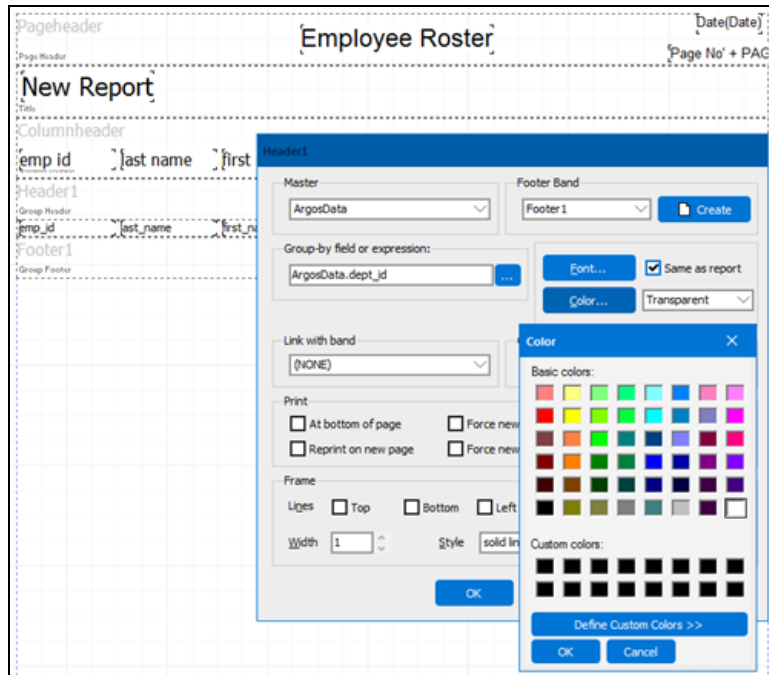 Pageheader
Date(Date)
Employee Roster
Page Header
'Page No' + PAG
New Report
Title
Columnheader
emp id last name first
Header1
Group Header
emp_id last_name first_na
Footer1
Group Footer
Header1
Master
Footer Band
ArgosData
Footer1
Create
Group-by field or expression:
ArgosData.dept_id
...
Font...
Same as report
Color...
Transparent
Link with band
(NONE)
Print
At bottom of page
Force new
Reprint on new page
Force new
Frame
Lines Top Bottom Left
Width 1 Style solid lin
OK
Color
Basic colors:
Custom colors:
Define Custom Colors >>
OK Cancel